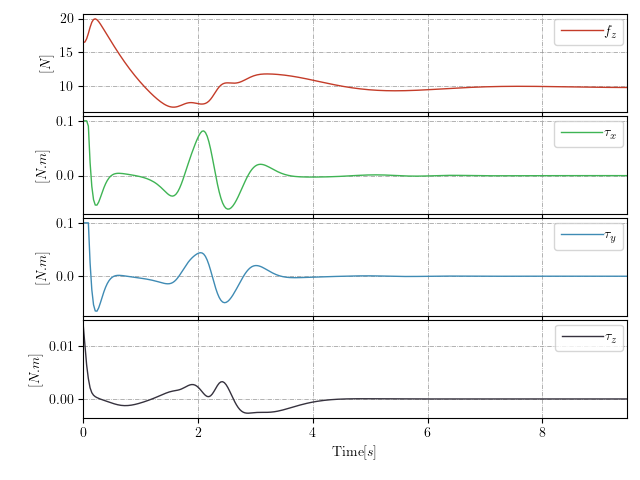 20
15
10
[N]
f_z
0.1
0.0
[N.m]
τ_x
0.1
0.0
[N.m]
τ_y
0.01
0.00
[N.m]
τ_z
0 2 4 6 8
Time[s]